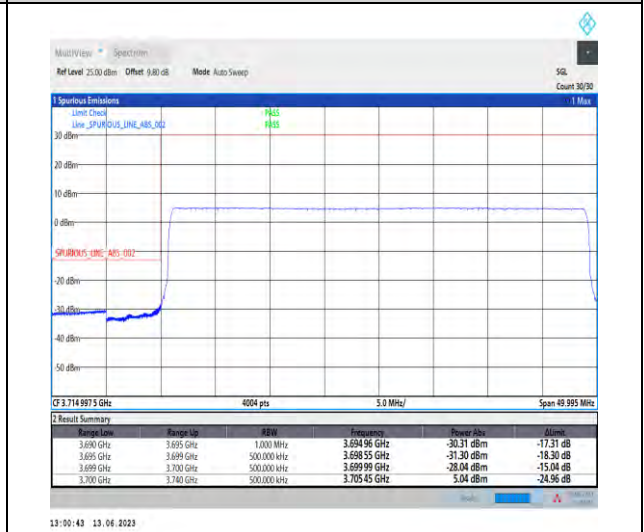 MultiView Spectrum
Ref Level 25.00 dBm Offset 9.80 dB Mode Auto Sweep SGL
Count 30/30
1 Spurious Emissions 1 Max
Limit Check PASS
Line _SPURIOUS_LINE_ABS_002 PASS
30 dBm
20 dBm
10 dBm
0 dBm
SPURIOUS_LINE_ABS_002
-20 dBm
-30 dBm
-40 dBm
-50 dBm
CF 3.714 997 5 GHz 4004 pts 5.0 MHz/ Span 49.995 MHz
2 Result Summary
Range Low Range Up RBW Frequency Power Abs ΔLimit
3.690 GHz 3.695 GHz 1.000 MHz 3.694 96 GHz -30.31 dBm -17.31 dB
3.695 GHz 3.699 GHz 500.000 kHz 3.698 55 GHz -31.30 dBm -18.30 dB
3.699 GHz 3.700 GHz 500.000 kHz 3.699 99 GHz -28.04 dBm -15.04 dB
3.700 GHz 3.740 GHz 500.000 kHz 3.705 45 GHz 5.04 dBm -24.96 dB
13:00:43 13.06.2023